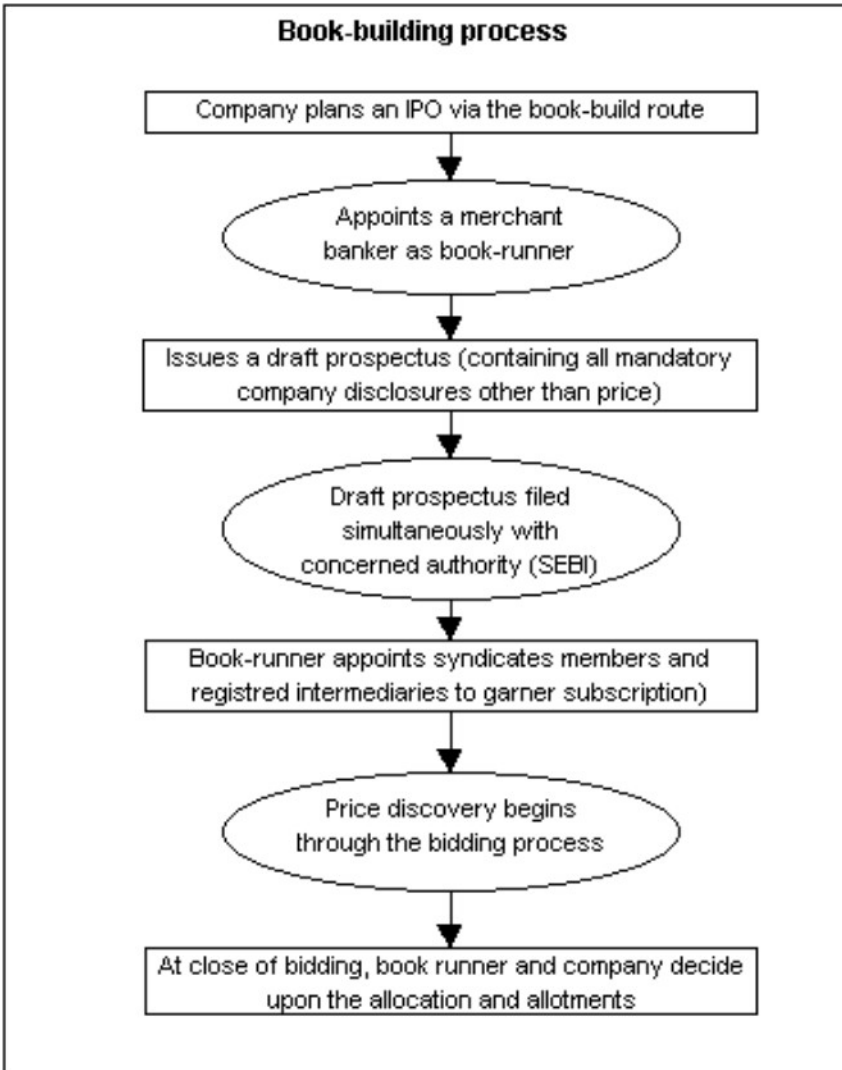 Book-building process
Company plans an IPO via the book-build route
Appoints a merchant
banker as book-runner
Issues a draft prospectus (containing all mandatory
company disclosures other than price)
Draft prospectus filed
simultaneously with
concerned authority (SEBI)
Book-runner appoints syndicates members and
registred intermediaries to garner subscription)
Price discovery begins
through the bidding process
At close of bidding, book runner and company decide
upon the allocation and allotments